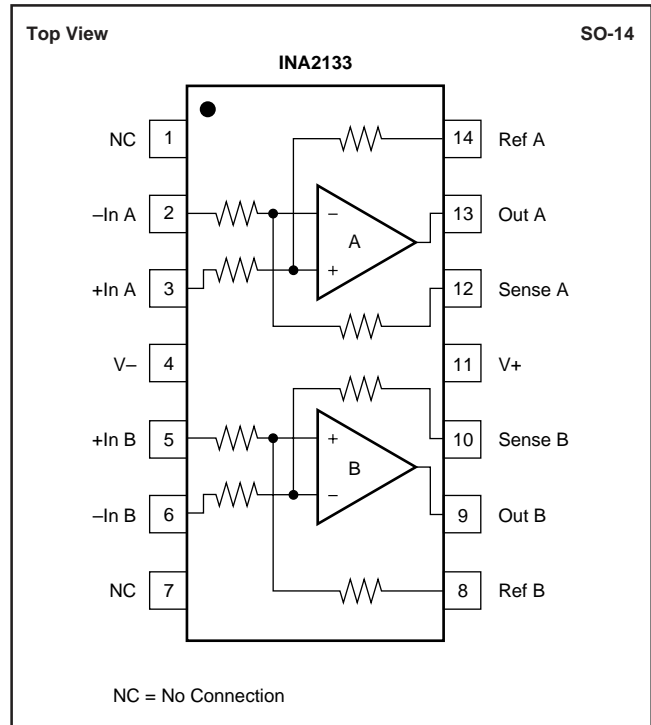 Top View SO-14
INA2133
NC 1 14 Ref A
–In A 2 13 Out A
− A
+In A 3 + 12 Sense A
V– 4 11 V+
+In B 5 + 10 Sense B
B
–In B 6 − 9 Out B
NC 7 8 Ref B
NC = No Connection